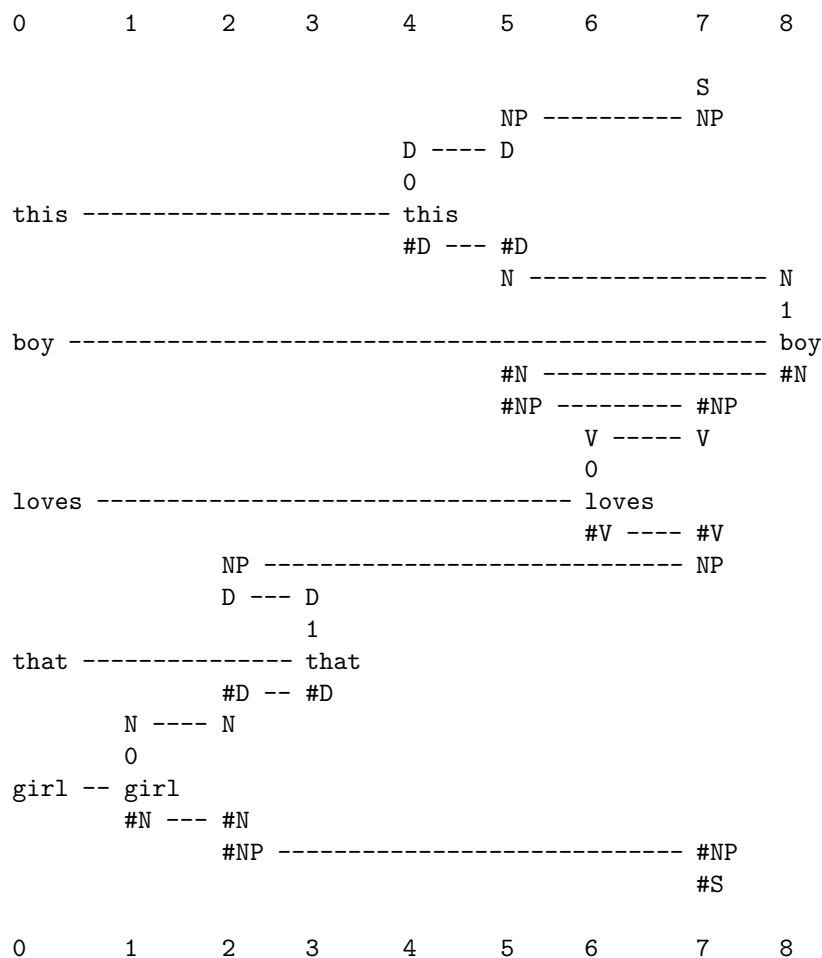 0 1 2 3 4 5 6 7 8
S
NP ---------- NP
D ---- D
0
this ---------------------- this
#D --- #D
N ----------------- N
1
boy -------------------------------------------------- boy
#N ---------------- #N
#NP --------- #NP
V ----- V
0
loves ---------------------------------- loves
#V ---- #V
NP ------------------------------ NP
D --- D
1
that --------------- that
#D -- #D
N ---- N
0
girl -- girl
#N --- #N
#NP ----------------------------- #NP
#S
0 1 2 3 4 5 6 7 8